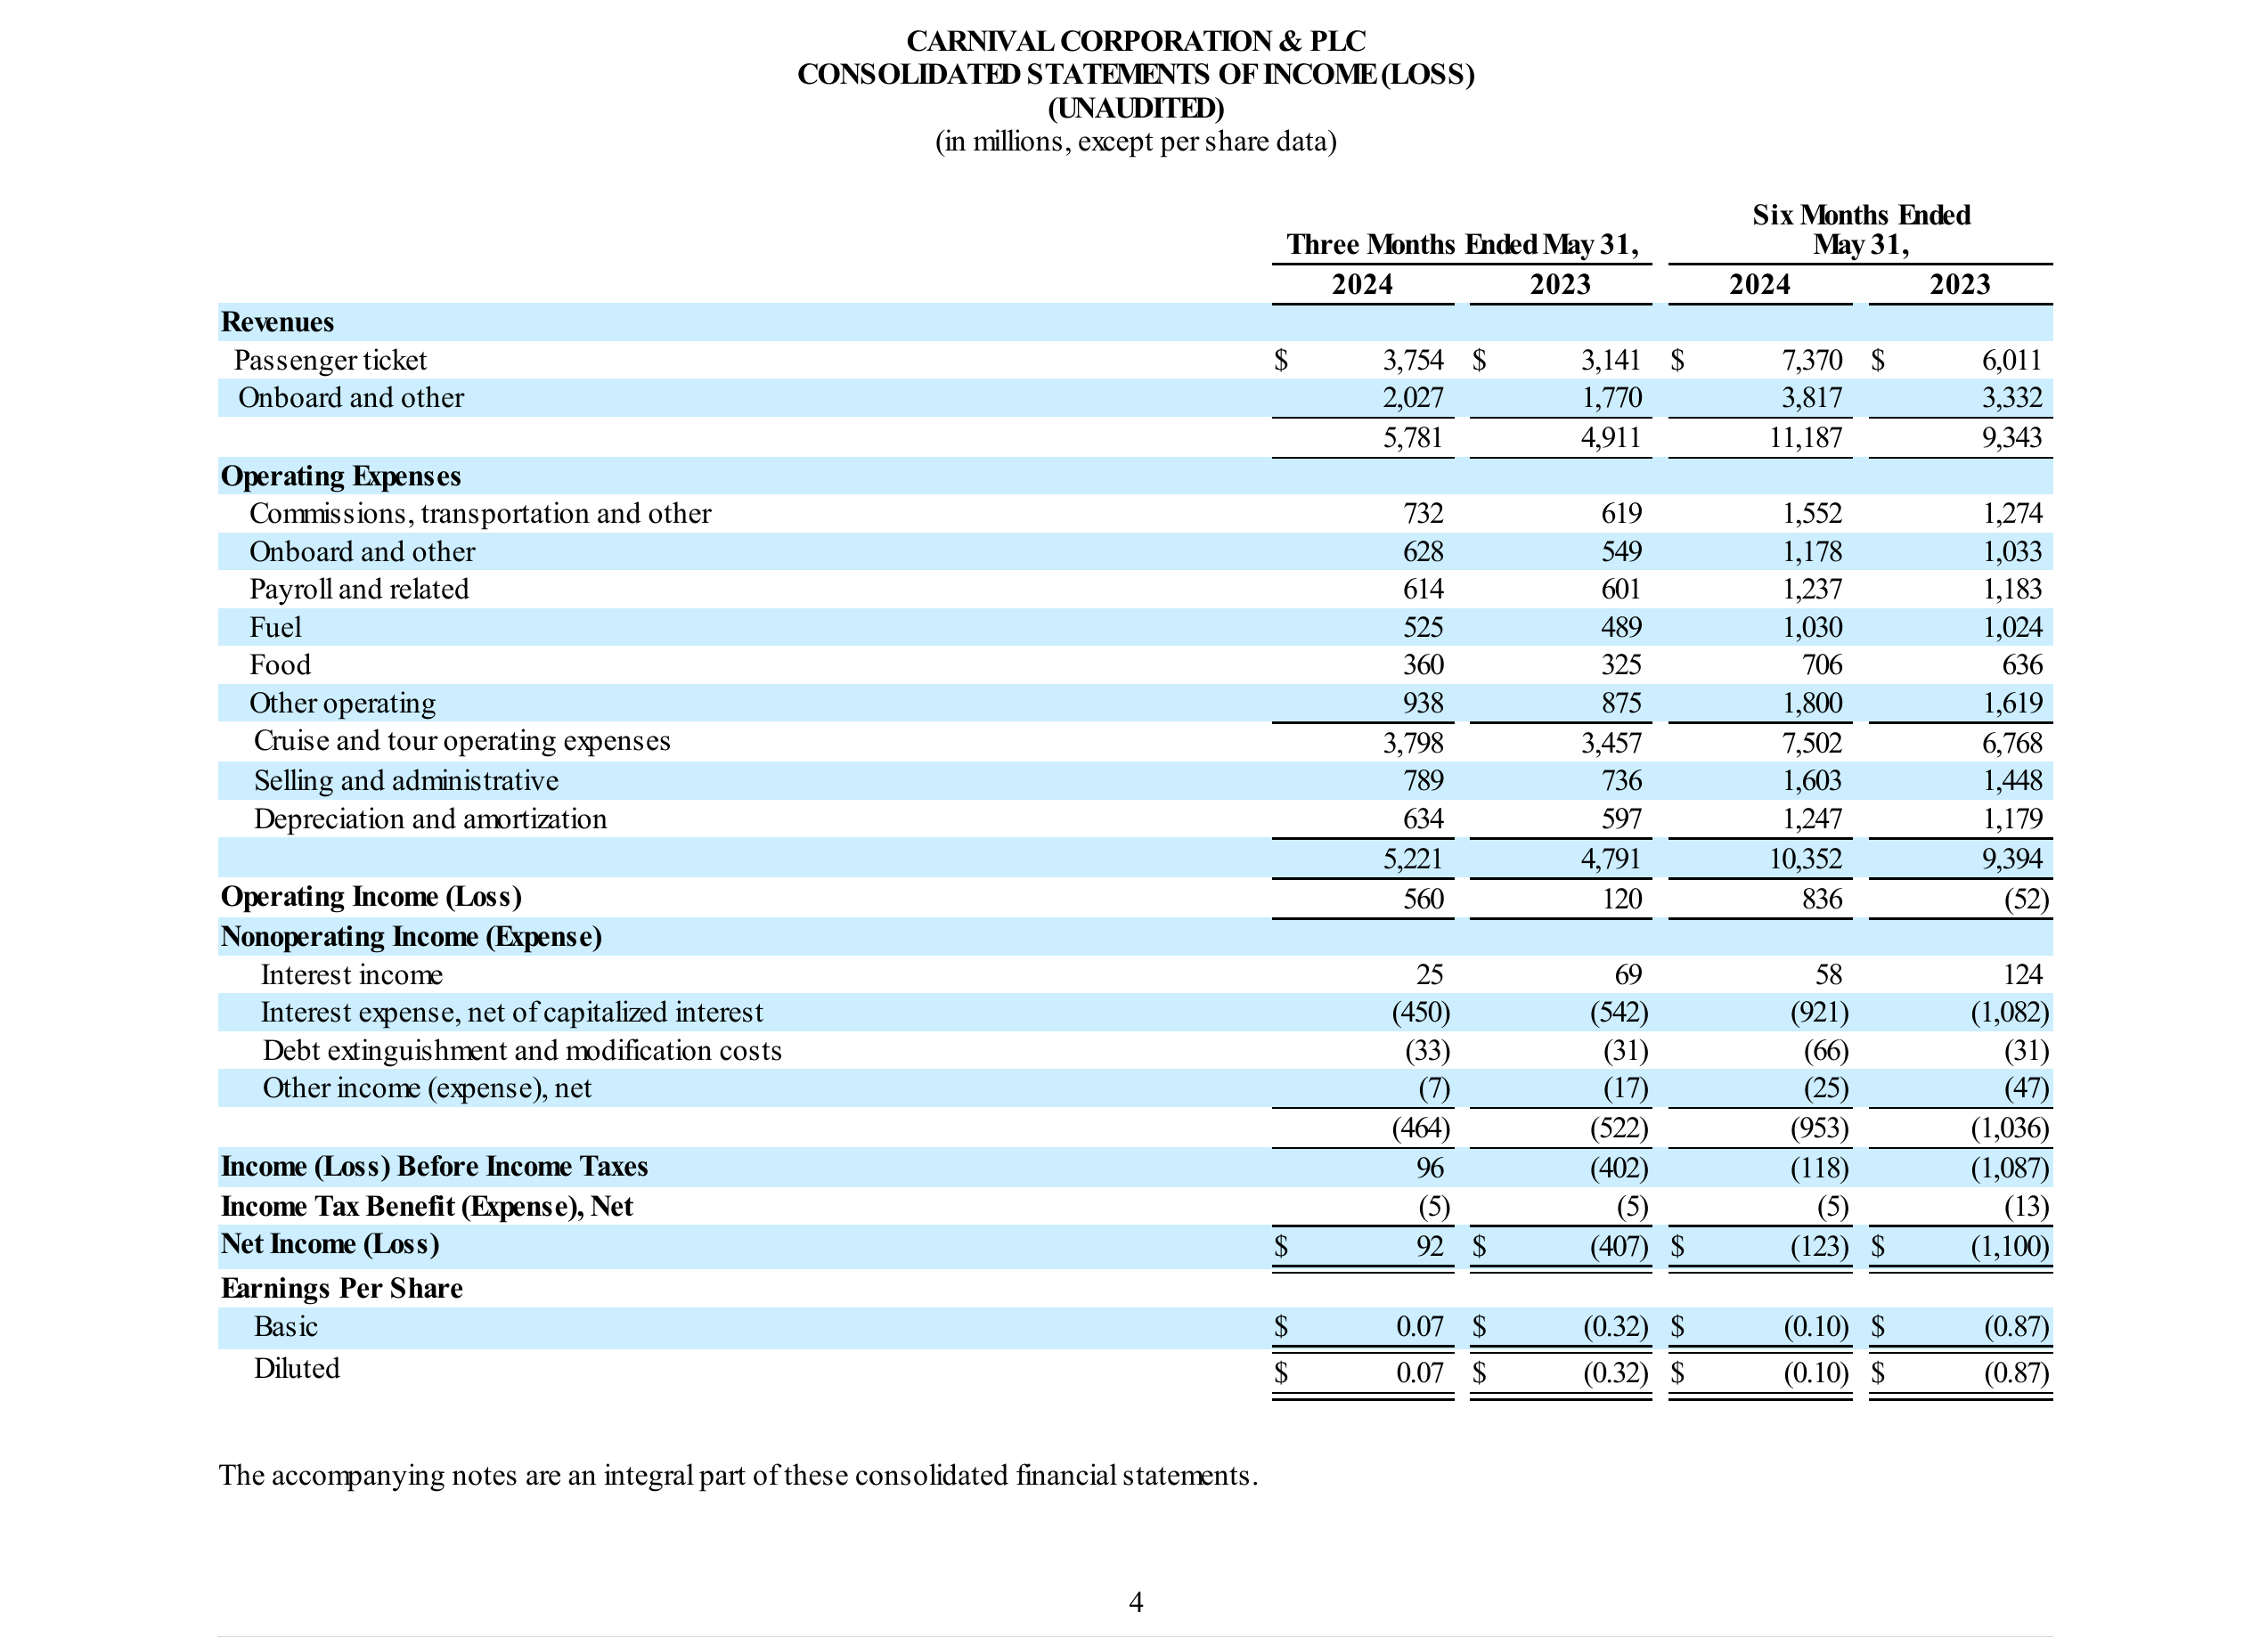 CARNIVAL CORPORATION & PLC
CONSOLIDATED STATEMENTS OF INCOME (LOSS)
(UNAUDITED)
(in millions, except per share data)
Six Months Ended
Three Months Ended May 31, May 31,
2024 2023 2024 2023
Revenues
Passenger ticket $ 3,754 $ 3,141 $ 7,370 $ 6,011
Onboard and other 2,027 1,770 3,817 3,332
5,781 4,911 11,187 9,343
Operating Expenses
Commissions, transportation and other 732 619 1,552 1,274
Onboard and other 628 549 1,178 1,033
Payroll and related 614 601 1,237 1,183
Fuel 525 489 1,030 1,024
Food 360 325 706 636
Other operating 938 875 1,800 1,619
Cruise and tour operating expenses 3,798 3,457 7,502 6,768
Selling and administrative 789 736 1,603 1,448
Depreciation and amortization 634 597 1,247 1,179
5,221 4,791 10,352 9,394
Operating Income (Loss) 560 120 836 (52)
Nonoperating Income (Expense)
Interest income 25 69 58 124
Interest expense, net of capitalized interest (450) (542) (921) (1,082)
Debt extinguishment and modification costs (33) (31) (66) (31)
Other income (expense), net (7) (17) (25) (47)
(464) (522) (953) (1,036)
Income (Loss) Before Income Taxes 96 (402) (118) (1,087)
Income Tax Benefit (Expense), Net (5) (5) (5) (13)
Net Income (Loss) $ 92 $ (407) $ (123) $ (1,100)
Earnings Per Share
Basic $ 0.07 $ (0.32) $ (0.10) $ (0.87)
Diluted $ 0.07 $ (0.32) $ (0.10) $ (0.87)
The accompanying notes are an integral part of these consolidated financial statements.
4